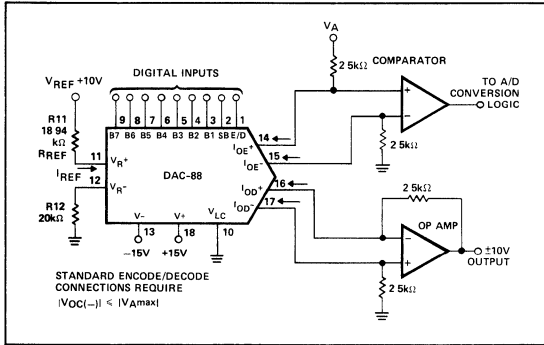 VA
2 5kΩ
COMPARATOR
DIGITAL INPUTS
TO A/D
CONVERSION
LOGIC
VREF +10V
9 8 7 6 5 4 3 2 1
B7 B6 B5 B4 B3 B2 B1 SB E/D
+
−
R11
18 94
kΩ
RREF
14
IOE+
2 5kΩ
11
VR+
15
IOE−
IREF
12
VR−
DAC-88
16
IOD+
2 5kΩ
17
IOD−
OP AMP
R12
20kΩ
V− V+ VLC
13 18 10
−
+
±10V
OUTPUT
−15V +15V
2 5kΩ
STANDARD ENCODE/DECODE
CONNECTIONS REQUIRE
|VOC(−)| ≤ |VAmax|